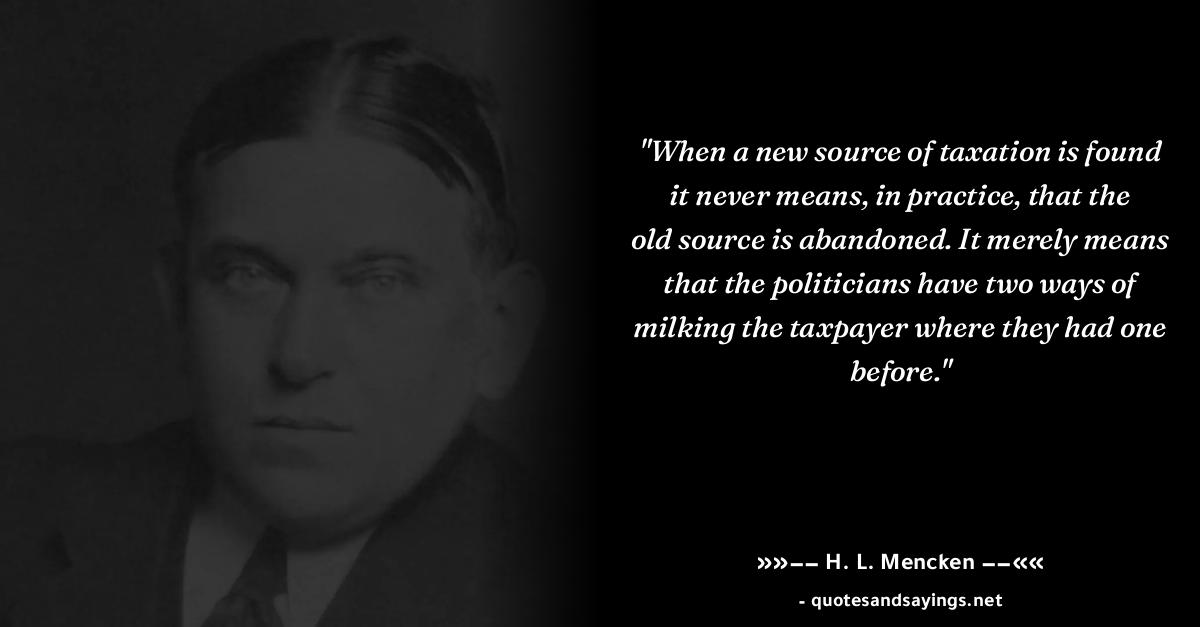 "When a new source of taxation is found
it never means, in practice, that the
old source is abandoned. It merely means
that the politicians have two ways of
milking the taxpayer where they had one
before."
»»−− H. L. Mencken −−««
- quotesandsayings.net